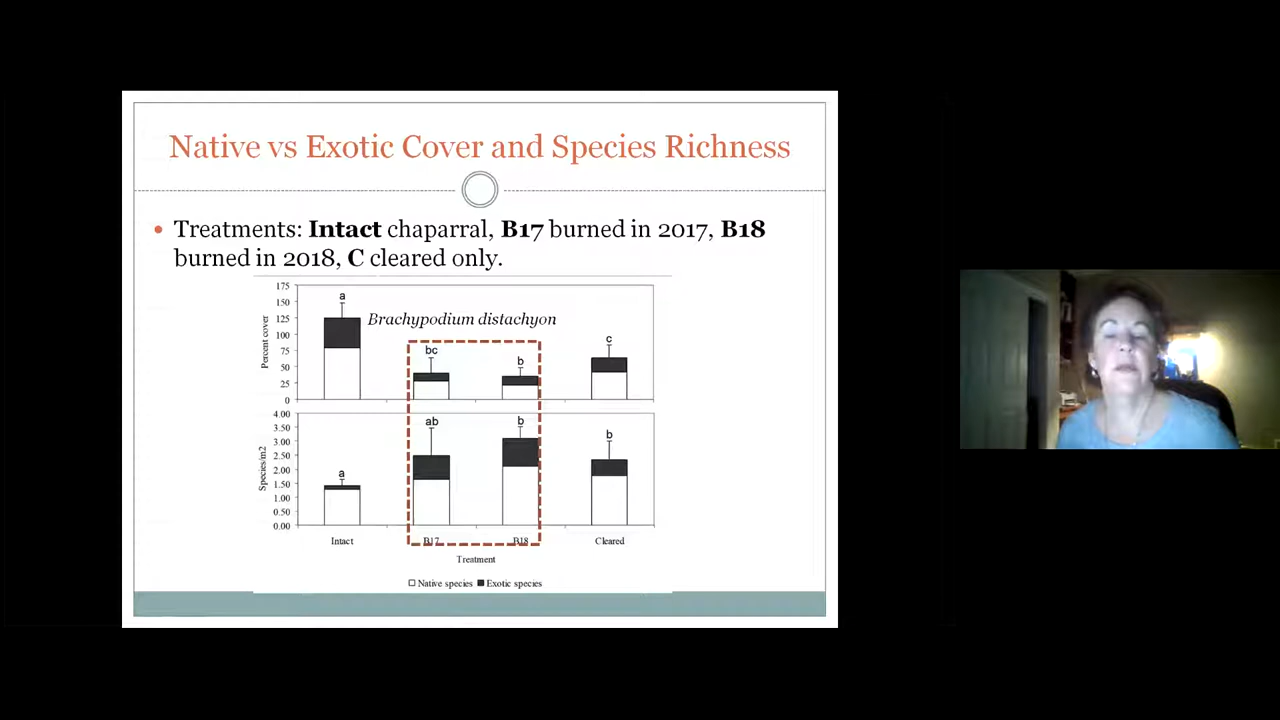 Native vs Exotic Cover and Species Richness
• Treatments: Intact chaparral, B17 burned in 2017, B18
burned in 2018, C cleared only.
175
150
125
100
75
50
25
0
Percent cover
a
Brachypodium distachyon
bc
b
c
4.00
3.50
3.00
2.50
2.00
1.50
1.00
0.50
0.00
Species/m2
a
ab
b
b
Intact
B17
B18
Cleared
Treatment
Native species Exotic species